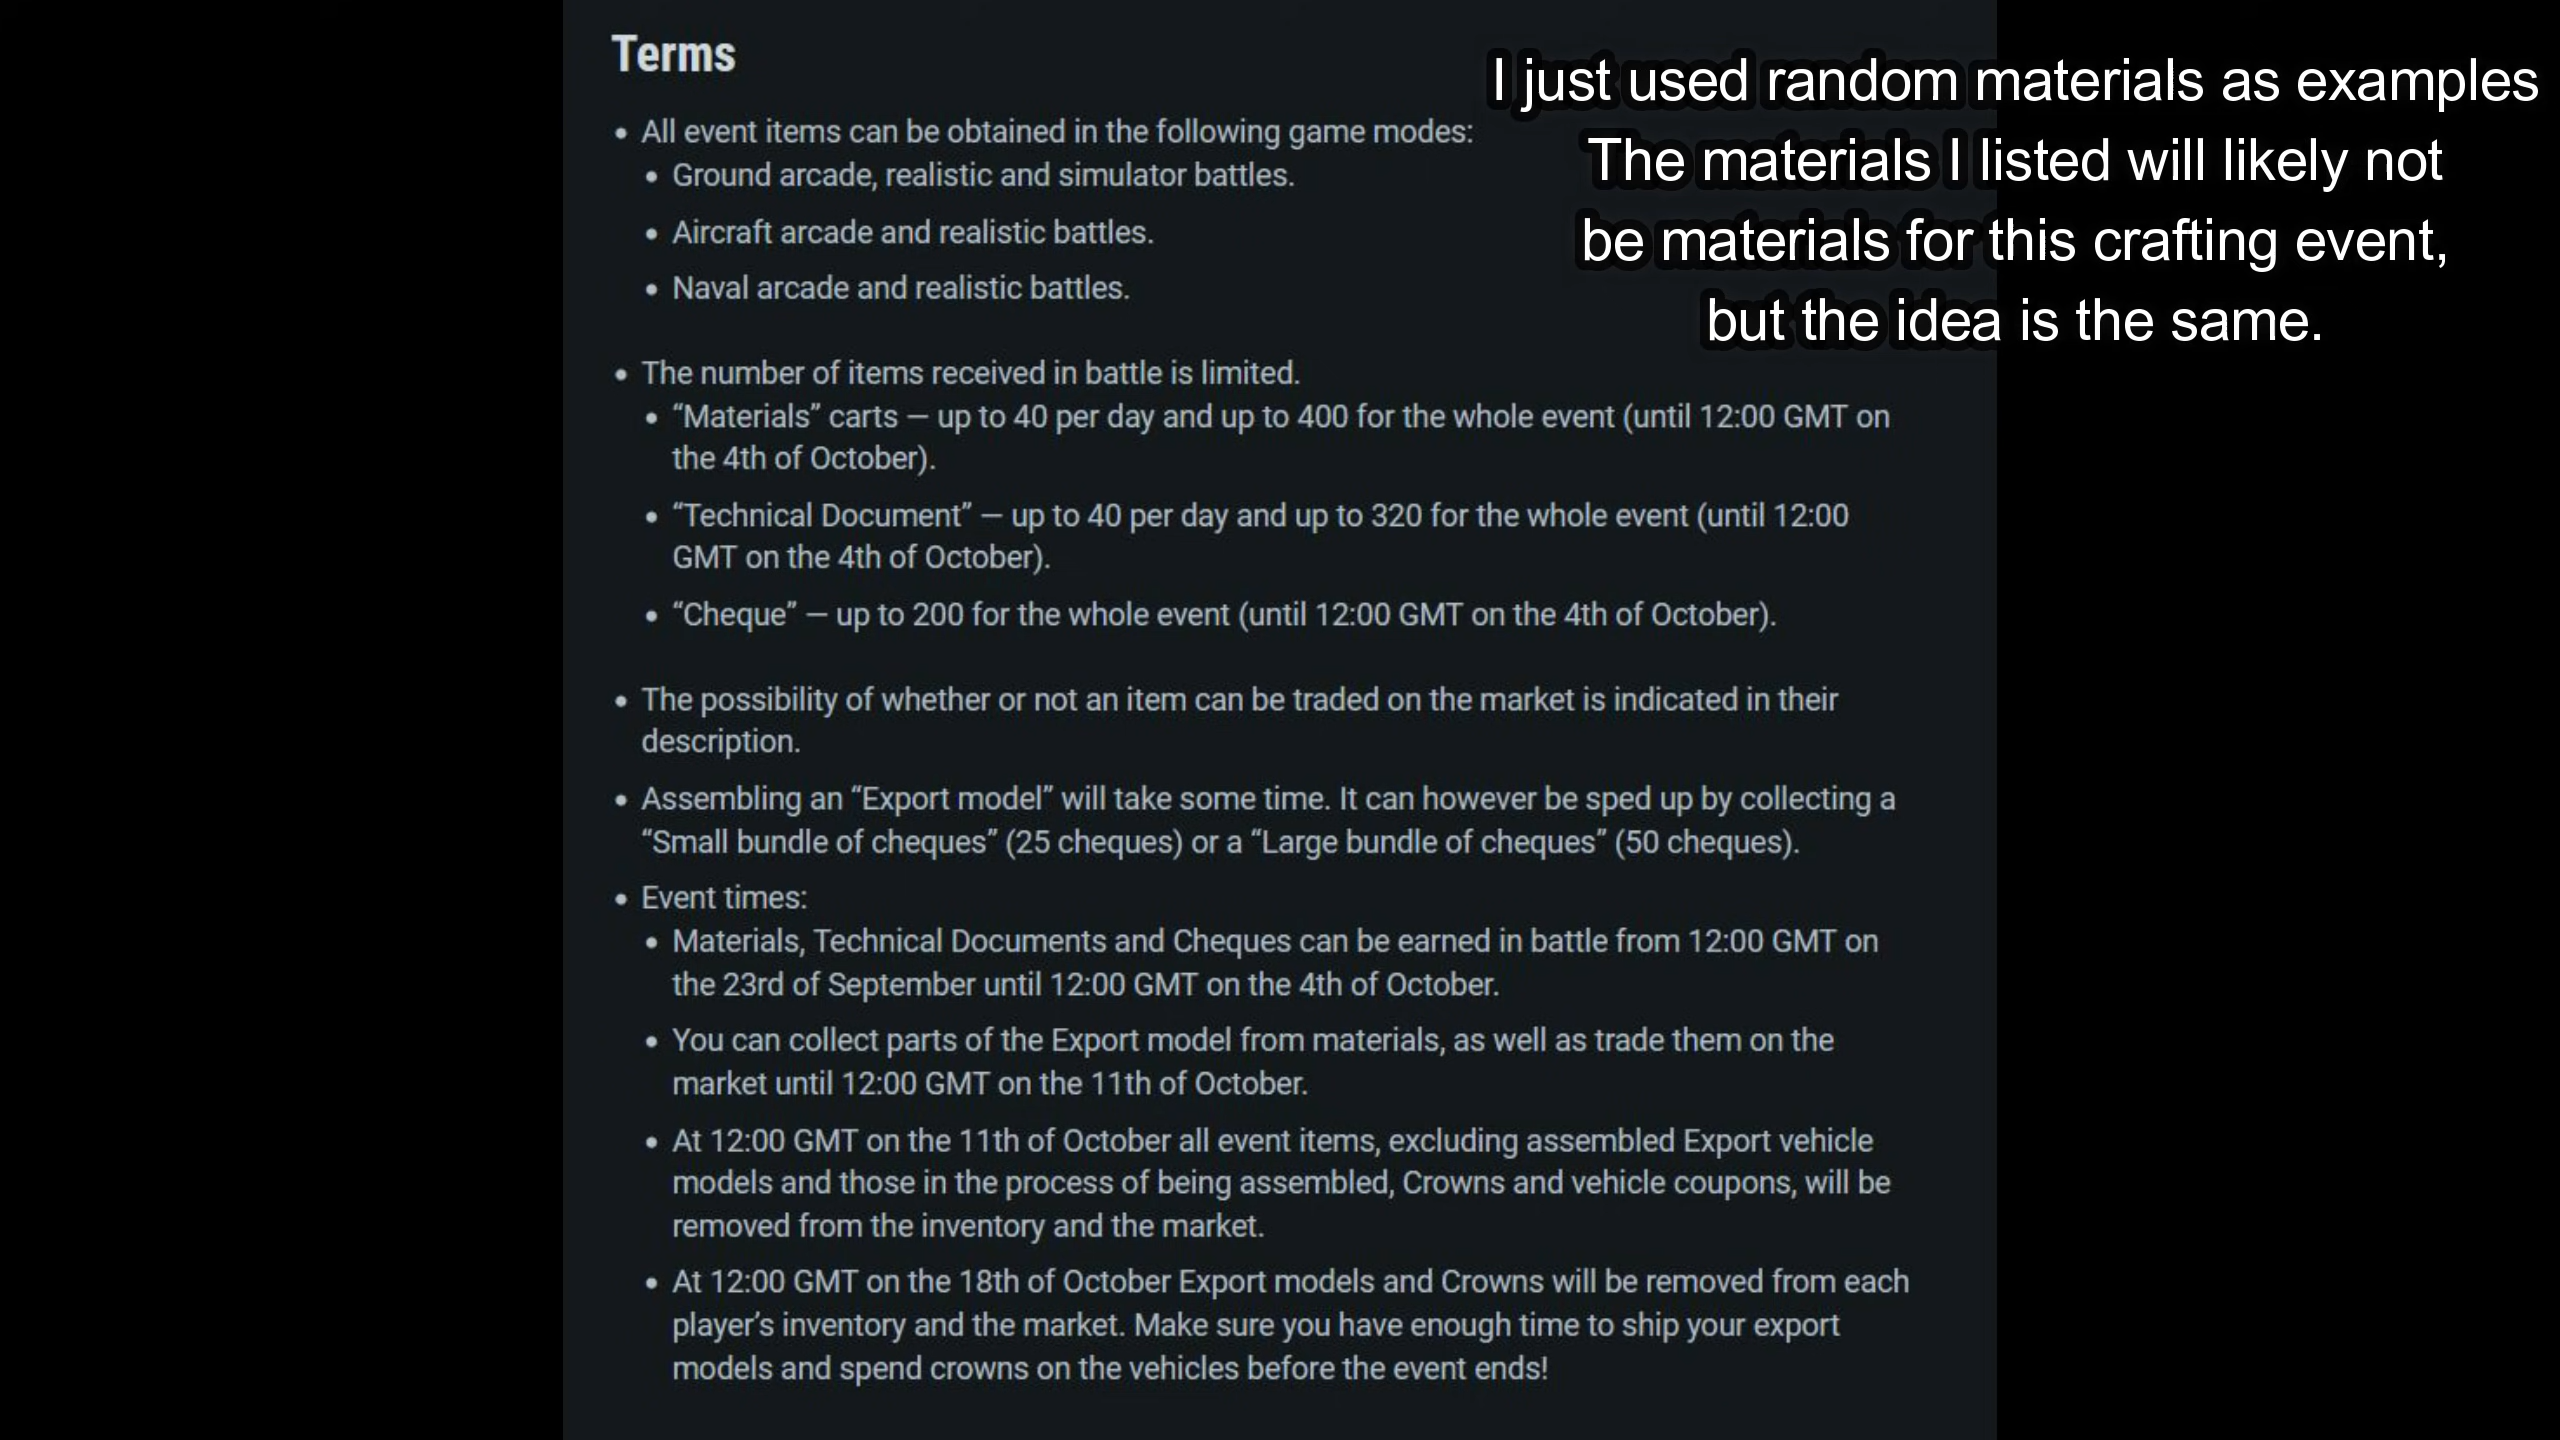 Terms
I just used random materials as examples
The materials I listed will likely not
be materials for this crafting event,
but the idea is the same.
• All event items can be obtained in the following game modes:
• Ground arcade, realistic and simulator battles.
• Aircraft arcade and realistic battles.
• Naval arcade and realistic battles.
• The number of items received in battle is limited.
• “Materials” carts — up to 40 per day and up to 400 for the whole event (until 12:00 GMT on
the 4th of October).
• “Technical Document” — up to 40 per day and up to 320 for the whole event (until 12:00
GMT on the 4th of October).
• “Cheque” — up to 200 for the whole event (until 12:00 GMT on the 4th of October).
• The possibility of whether or not an item can be traded on the market is indicated in their
description.
• Assembling an “Export model” will take some time. It can however be sped up by collecting a
“Small bundle of cheques” (25 cheques) or a “Large bundle of cheques” (50 cheques).
• Event times:
• Materials, Technical Documents and Cheques can be earned in battle from 12:00 GMT on
the 23rd of September until 12:00 GMT on the 4th of October.
• You can collect parts of the Export model from materials, as well as trade them on the
market until 12:00 GMT on the 11th of October.
• At 12:00 GMT on the 11th of October all event items, excluding assembled Export vehicle
models and those in the process of being assembled, Crowns and vehicle coupons, will be
removed from the inventory and the market.
• At 12:00 GMT on the 18th of October Export models and Crowns will be removed from each
player’s inventory and the market. Make sure you have enough time to ship your export
models and spend crowns on the vehicles before the event ends!